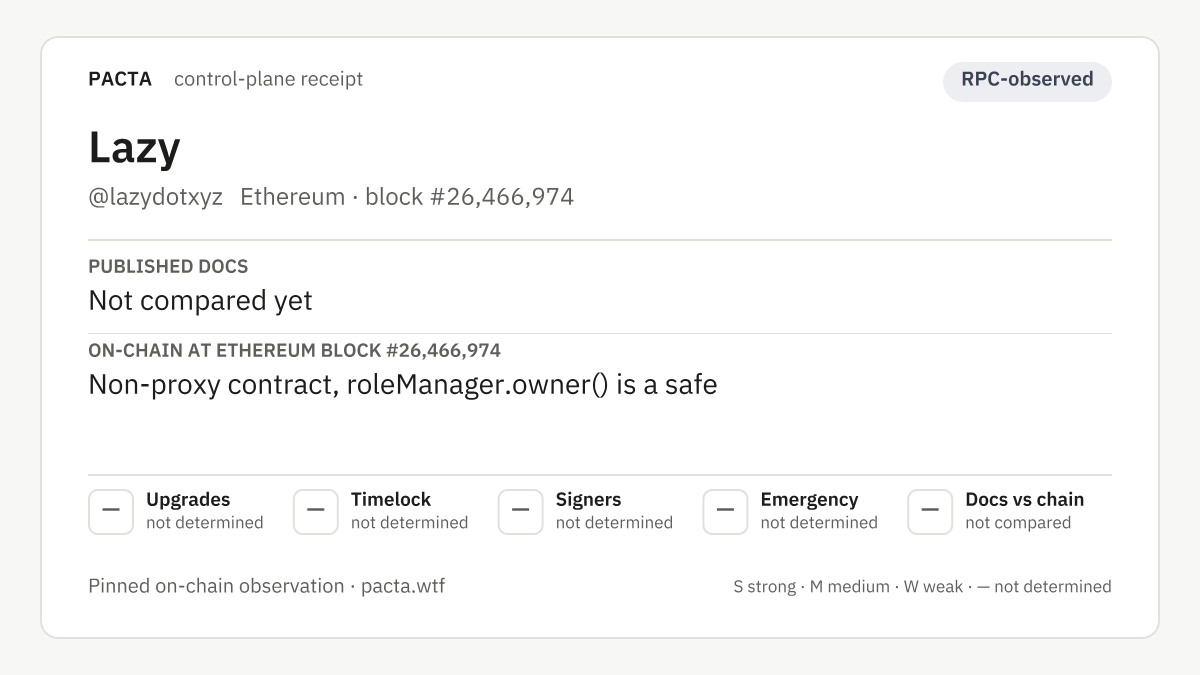 PACTA control-plane receipt RPC-observed
Lazy
@lazydotxyz Ethereum · block #26,466,974
PUBLISHED DOCS
Not compared yet
ON-CHAIN AT ETHEREUM BLOCK #26,466,974
Non-proxy contract, roleManager.owner() is a safe
— Upgrades — Timelock — Signers — Emergency — Docs vs chain
not determined not determined not determined not determined not compared
Pinned on-chain observation · pacta.wtf S strong · M medium · W weak · — not determined